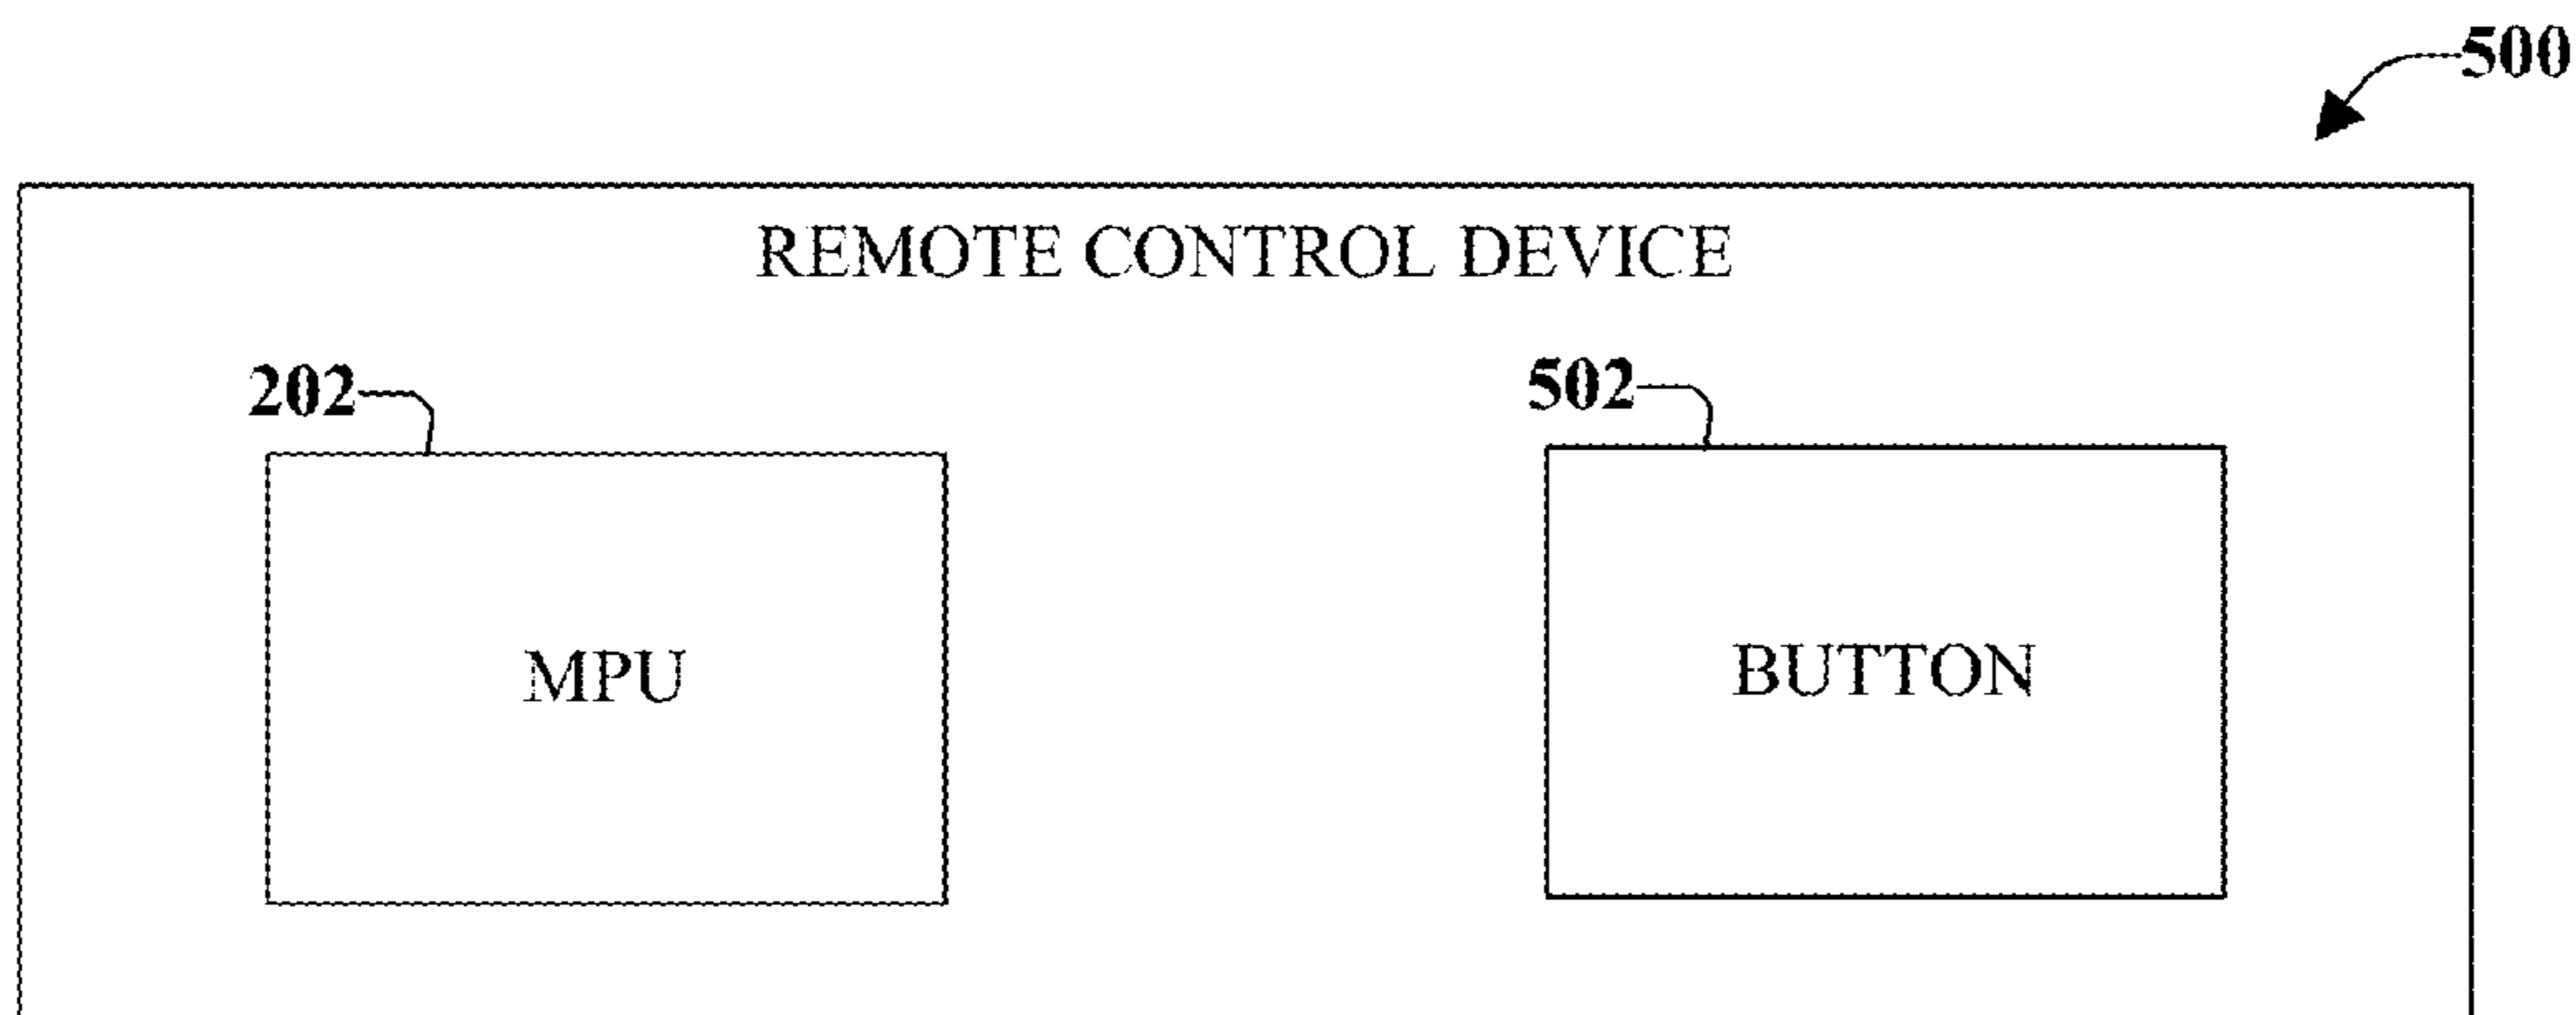 500
REMOTE CONTROL DEVICE
202
502
MPU
BUTTON